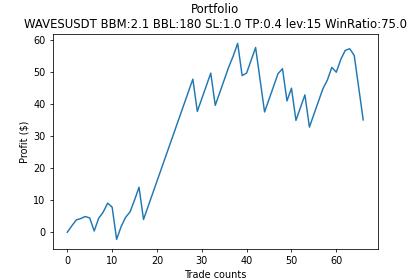 Portfolio
WAVESUSDT BBM:2.1 BBL:180 SL:1.0 TP:0.4 lev:15 WinRatio:75.0
60
50
40
30
20
10
0
Profit ($)
0 10 20 30 40 50 60
Trade counts